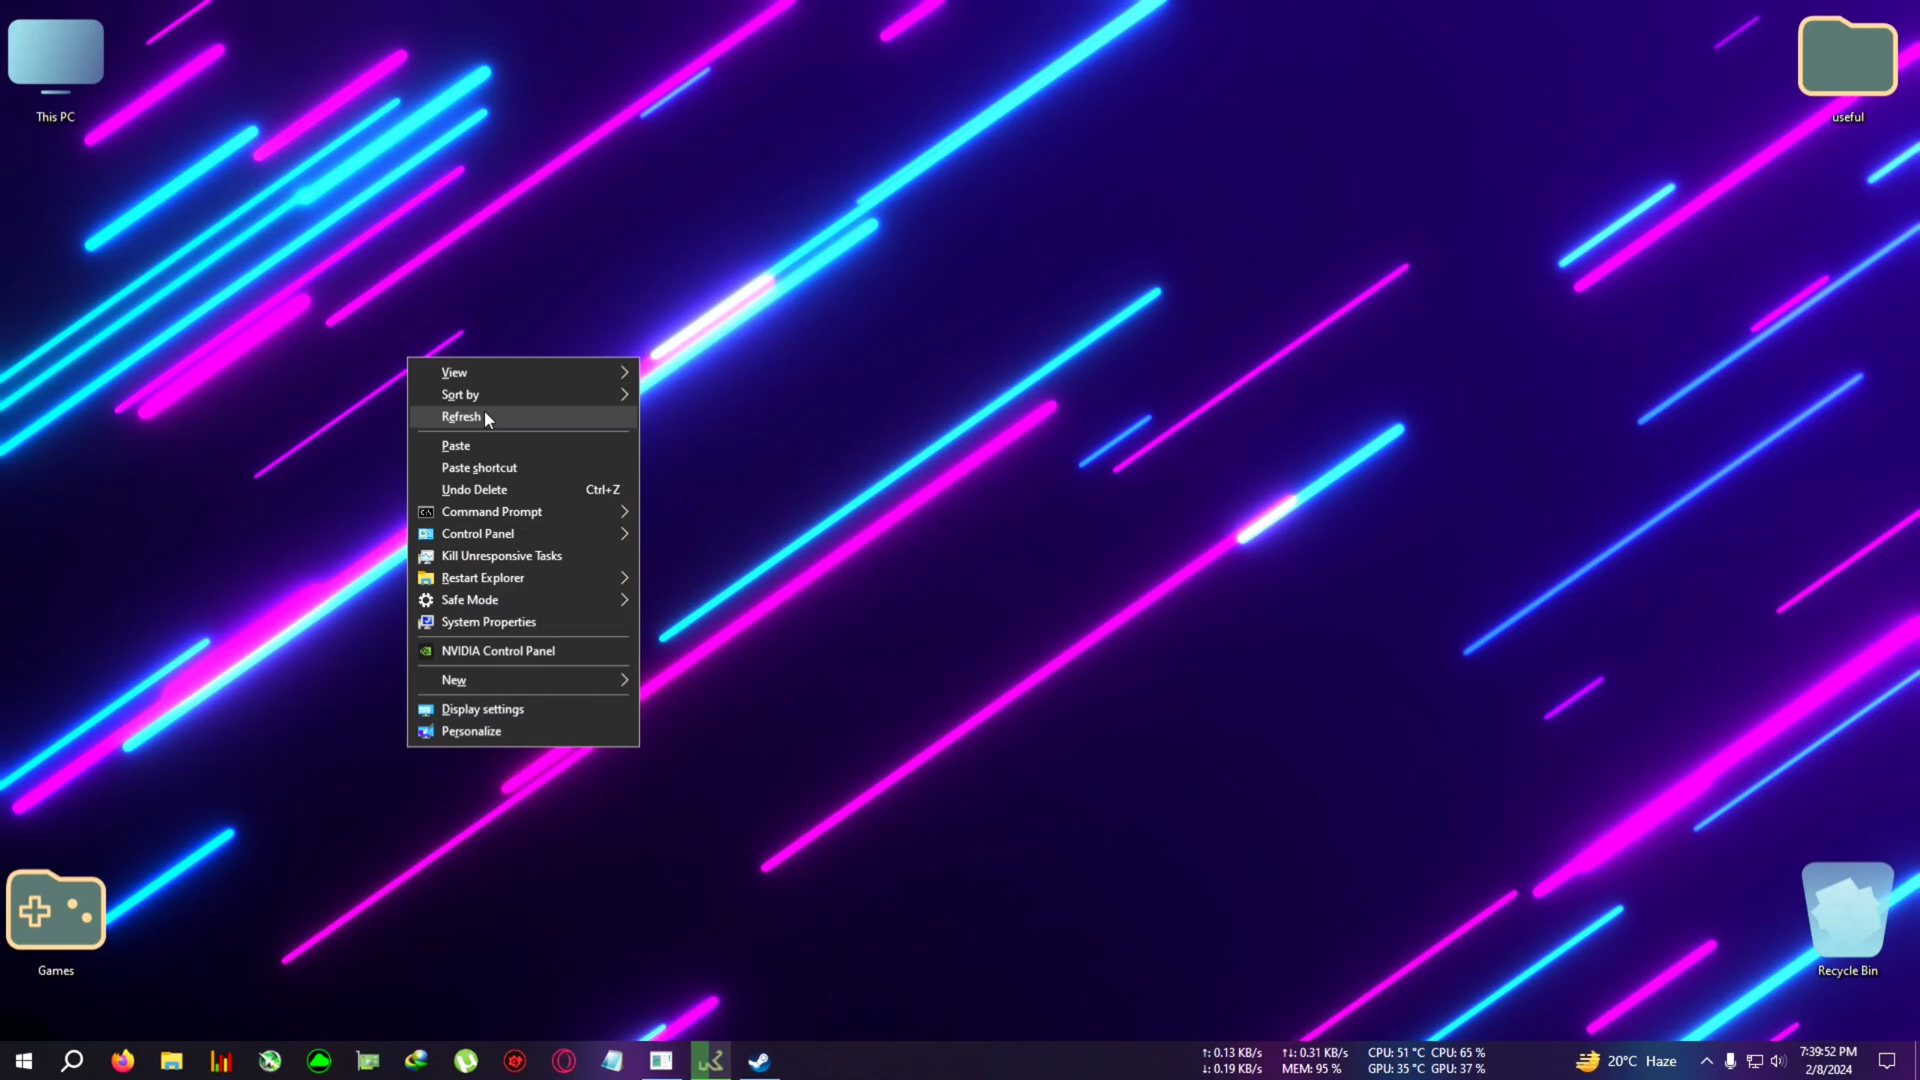 This PC
useful
View
Sort by
Refresh
Paste
Paste shortcut
Undo Delete Ctrl+Z
Command Prompt
Control Panel
Kill Unresponsive Tasks
Restart Explorer
Safe Mode
System Properties
NVIDIA Control Panel
New
Display settings
Personalize
Games
Recycle Bin
↑: 0.13 KB/s ↑↓: 0.31 KB/s CPU: 51 °C CPU: 65 %
↓: 0.19 KB/s MEM: 95 % GPU: 35 °C GPU: 37 %
20°C Haze
7:39:52 PM
2/8/2024